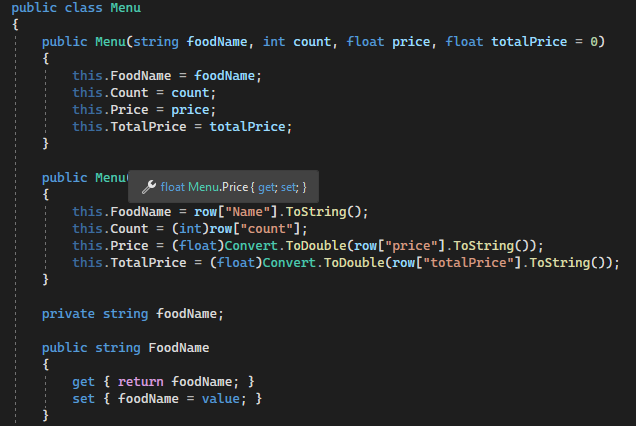 public class Menu
{
public Menu(string foodName, int count, float price, float totalPrice = 0)
{
this.FoodName = foodName;
this.Count = count;
this.Price = price;
this.TotalPrice = totalPrice;
}
public Menu(
float Menu.Price { get; set; }
{
this.FoodName = row["Name"].ToString();
this.Count = (int)row["count"];
this.Price = (float)Convert.ToDouble(row["price"].ToString());
this.TotalPrice = (float)Convert.ToDouble(row["totalPrice"].ToString());
}
private string foodName;
public string FoodName
{
get { return foodName; }
set { foodName = value; }
}